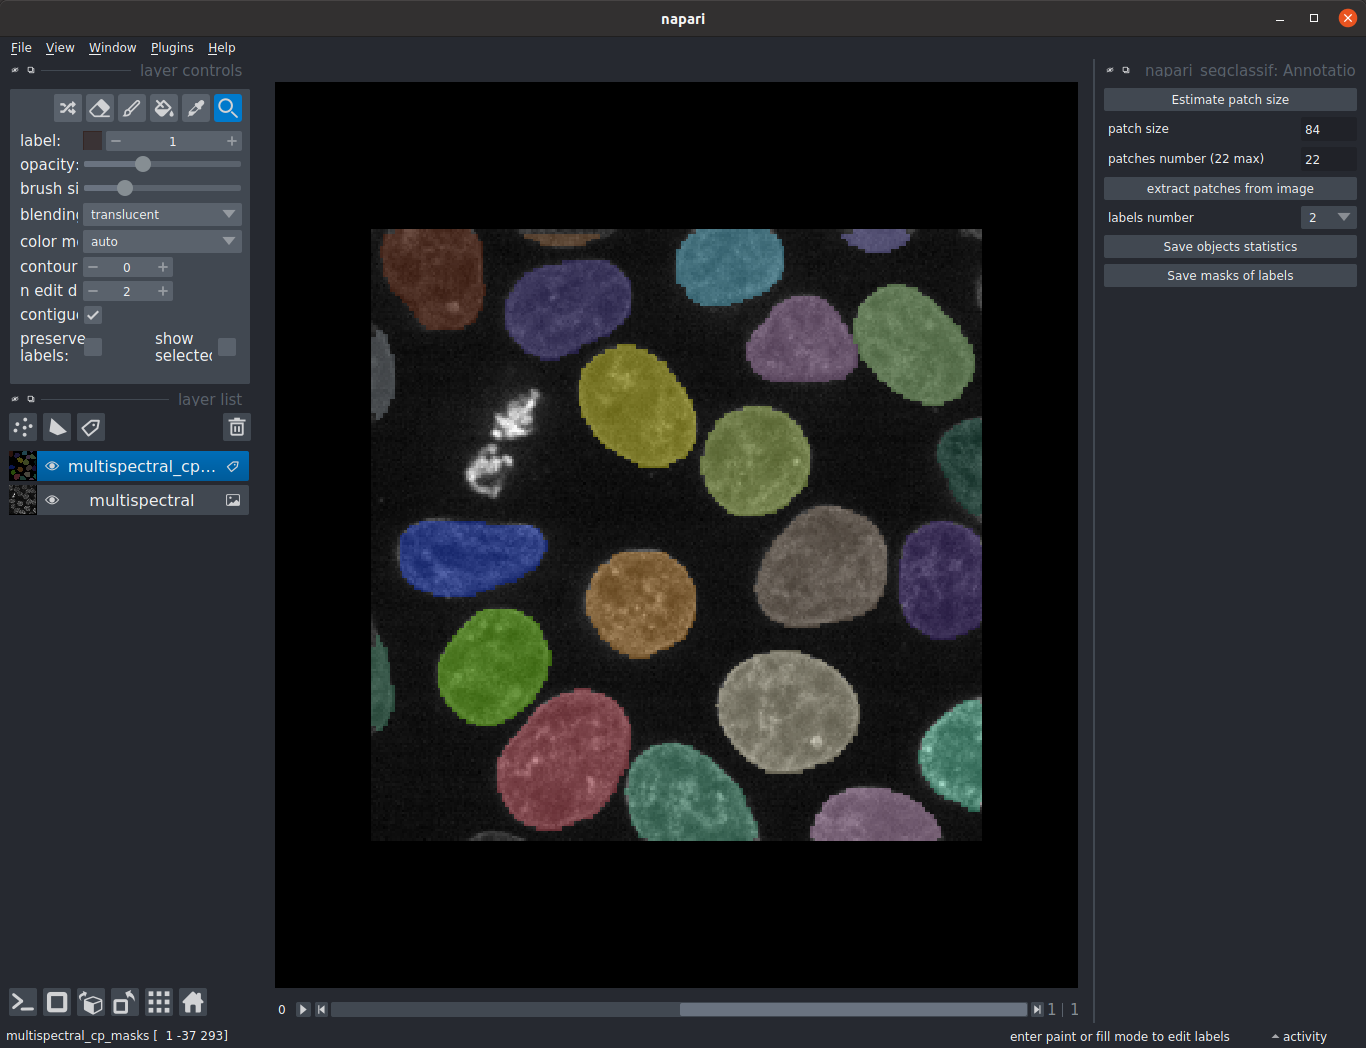 napari
File View Window Plugins Help
layer controls
label: 1
opacity:
brush si
blending translucent
color m auto
contour 0
n edit d 2
contigu
preserve labels: show selected
layer list
multispectral_cp...
multispectral
napari_seqclassif: Annotatio
Estimate patch size
patch size 84
patches number (22 max) 22
extract patches from image
labels number 2
Save objects statistics
Save masks of labels
0 1 | 1
multispectral_cp_masks [ 1 -37 293]
enter paint or fill mode to edit labels
activity